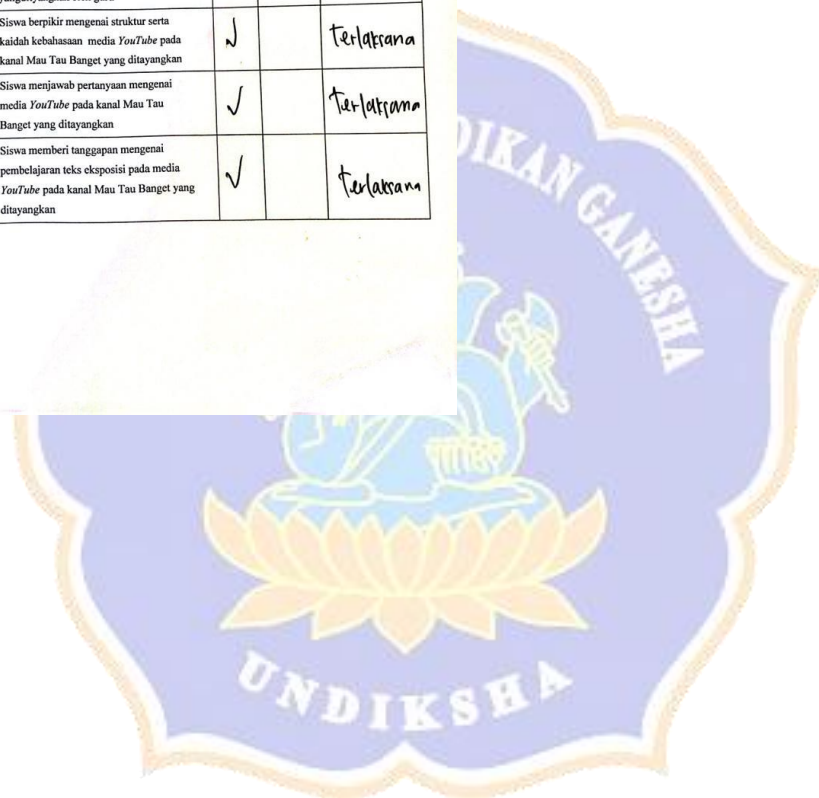 Siswa berpikir mengenai struktur serta
kaidah kebahasaan media YouTube pada
kanal Mau Tau Banget yang ditayangkan
terlaksana
Siswa menjawab pertanyaan mengenai
media YouTube pada kanal Mau Tau
Banget yang ditayangkan
terlaksana
Siswa memberi tanggapan mengenai
pembelajaran teks eksposisi pada media
YouTube pada kanal Mau Tau Banget yang
ditayangkan
terlaksana
DIKAN GANESHA
UNDIKSHA